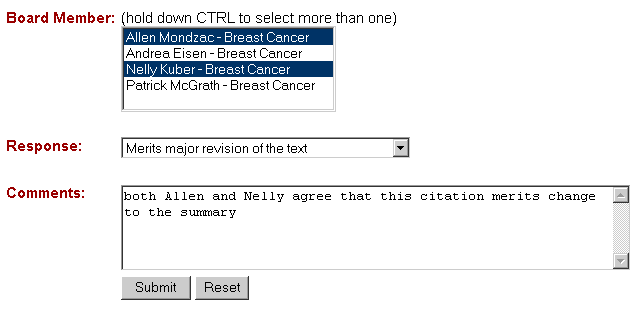 Board Member: (hold down CTRL to select more than one)
Allen Mondzac - Breast Cancer
Andrea Eisen - Breast Cancer
Nelly Kuber - Breast Cancer
Patrick McGrath - Breast Cancer
Response: Merits major revision of the text
Comments: both Allen and Nelly agree that this citation merits change
to the summary
Submit Reset